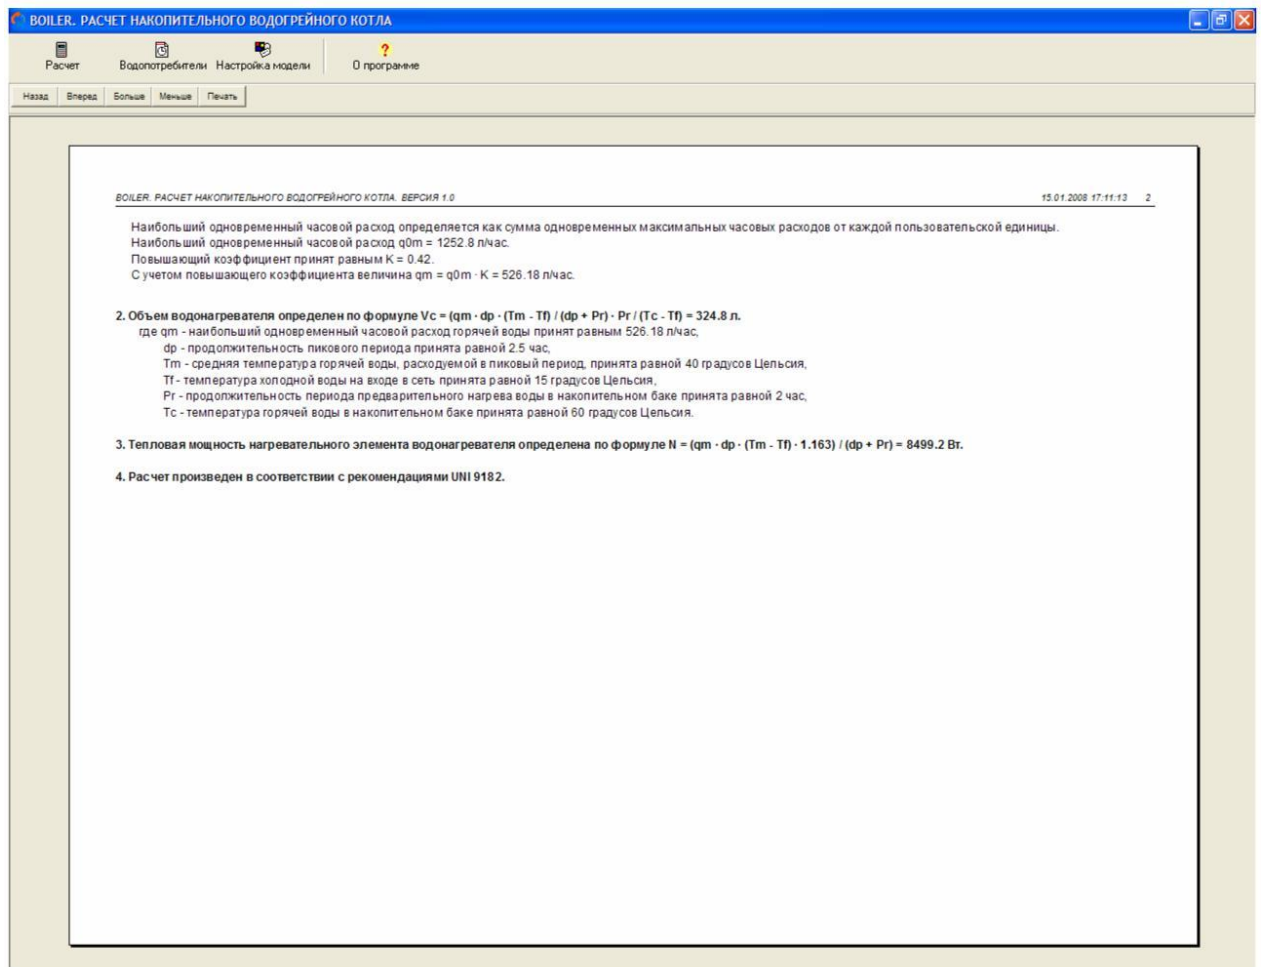 BOILER. РАСЧЕТ НАКОПИТЕЛЬНОГО ВОДОГРЕЙНОГО КОТЛА
Расчет Водопотребители Настройка модели О программе
Назад Вперед Больше Меньше Печать
BOILER. РАСЧЕТ НАКОПИТЕЛЬНОГО ВОДОГРЕЙНОГО КОТЛА. ВЕРСИЯ 1.0 15.01.2008 17:11:13 2
Наибольший одновременный часовой расход определяется как сумма одновременных максимальных часовых расходов от каждой пользовательской единицы.
Наибольший одновременный часовой расход q0m = 1252.8 л/час.
Повышающий коэффициент принят равным K = 0.42.
С учетом повышающего коэффициента величина qm = q0m · K = 526.18 л/час.
2. Объем водонагревателя определен по формуле Vc = (qm · dp · (Tm - Tf) / (dp + Pr) · Pr / (Tc - Tf) = 324.8 л.
где qm - наибольший одновременный часовой расход горячей воды принят равным 526.18 л/час,
dp - продолжительность пикового периода принята равной 2.5 час,
Tm - средняя температура горячей воды, расходуемой в пиковый период, принята равной 40 градусов Цельсия,
Tf - температура холодной воды на входе в сеть принята равной 15 градусов Цельсия,
Pr - продолжительность периода предварительного нагрева воды в накопительном баке принята равной 2 час,
Tc - температура горячей воды в накопительном баке принята равной 60 градусов Цельсия.
3. Тепловая мощность нагревательного элемента водонагревателя определена по формуле N = (qm · dp · (Tm - Tf) · 1.163) / (dp + Pr) = 8499.2 Вт.
4. Расчет произведен в соответствии с рекомендациями UNI 9182.